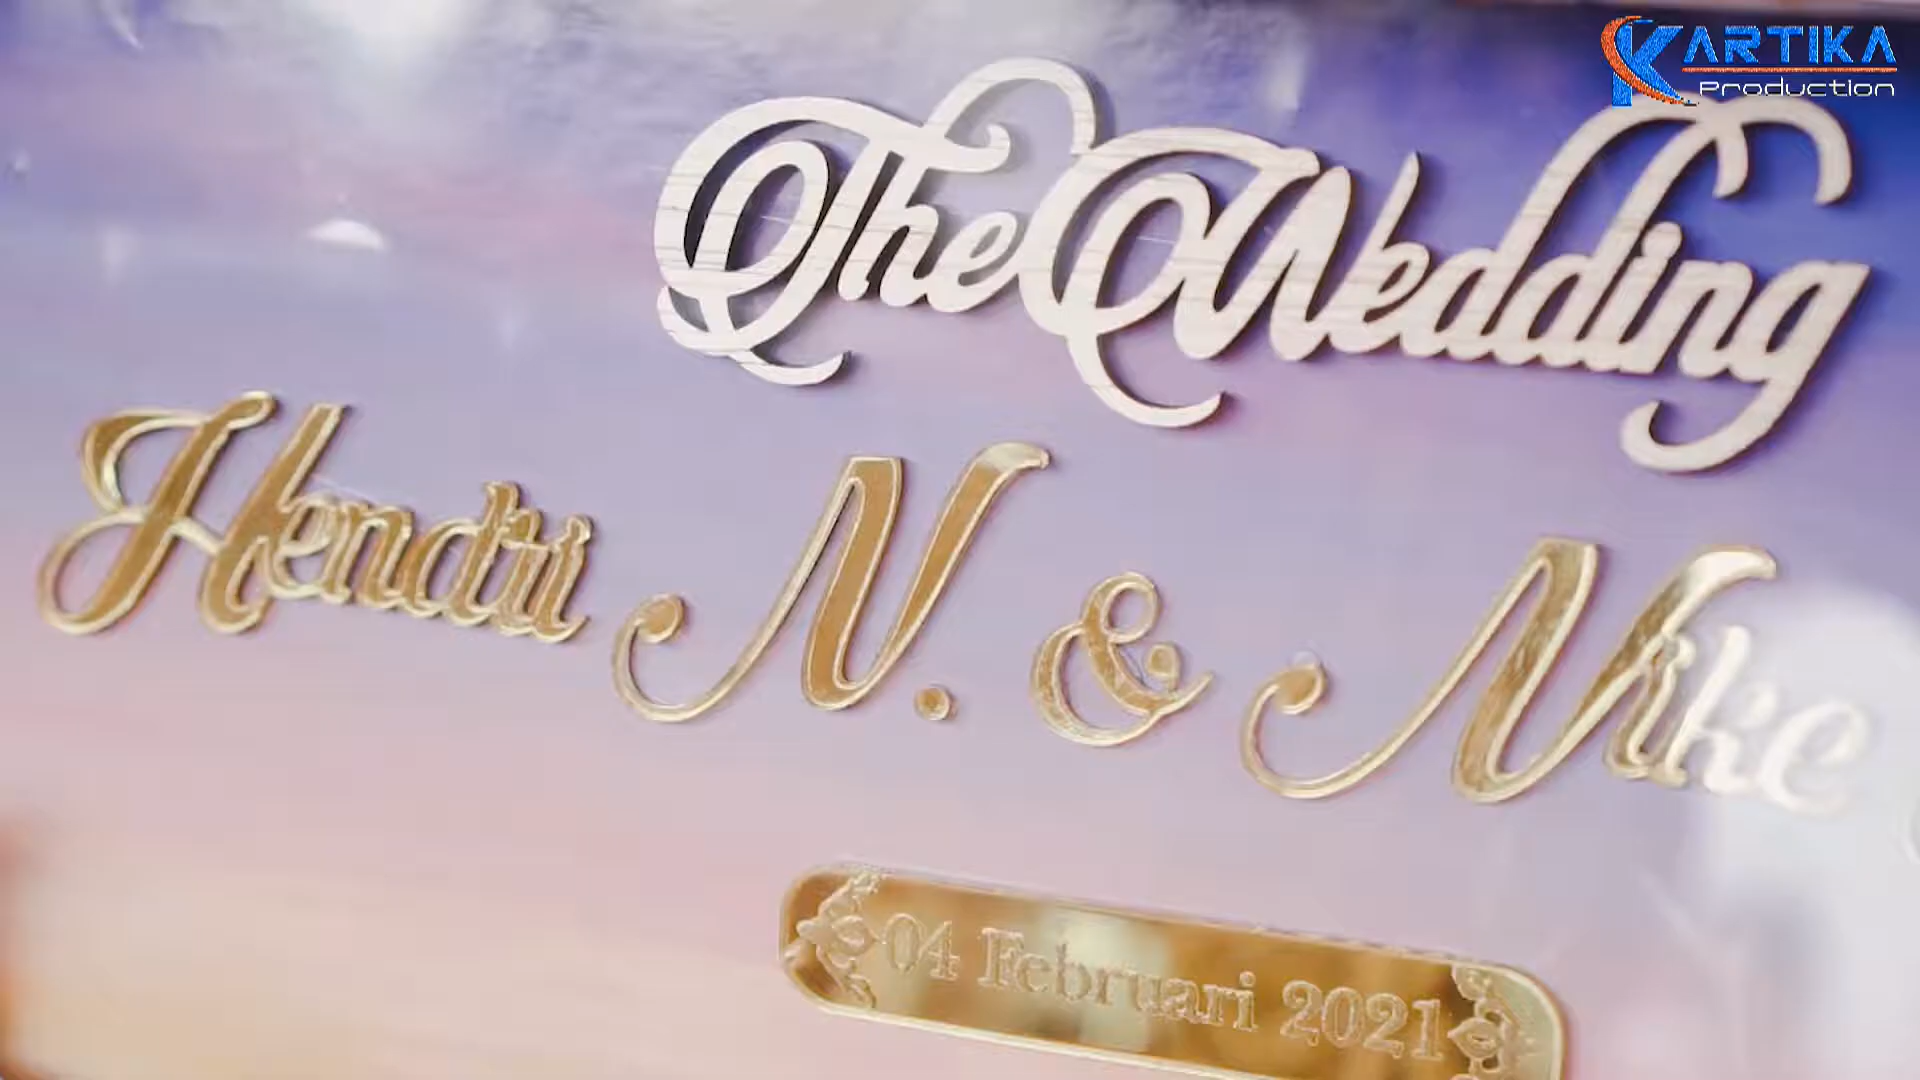 KARTIKA
Production
The Wedding
Hendri N. & Nike
04 Februari 2021